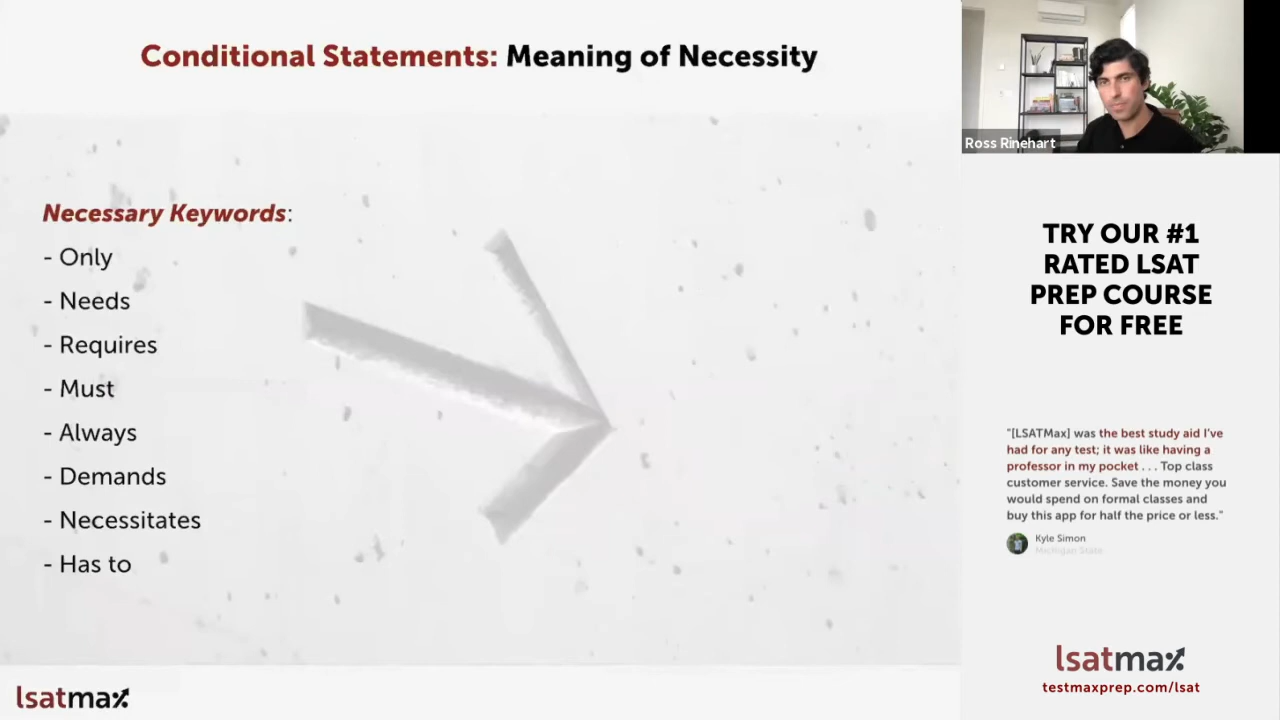 Conditional Statements: Meaning of Necessity
Necessary Keywords:
- Only
- Needs
- Requires
- Must
- Always
- Demands
- Necessitates
- Has to
lsatmax
Ross Rinehart
TRY OUR #1
RATED LSAT
PREP COURSE
FOR FREE
"[LSATMax] was the best study aid I've
had for any test; it was like having a
professor in my pocket . . . Top class
customer service. Save the money you
would spend on formal classes and
buy this app for half the price or less."
Kyle Simon
Michigan State
lsatmax
testmaxprep.com/lsat